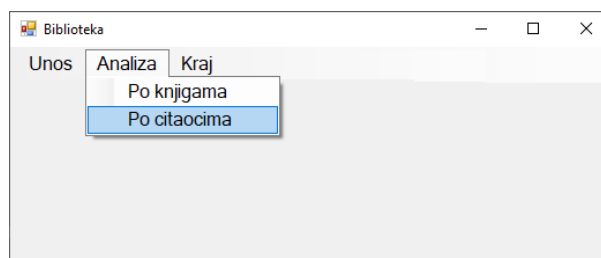 Biblioteka
Unos Analiza Kraj
Po knjigama
Po citaocima